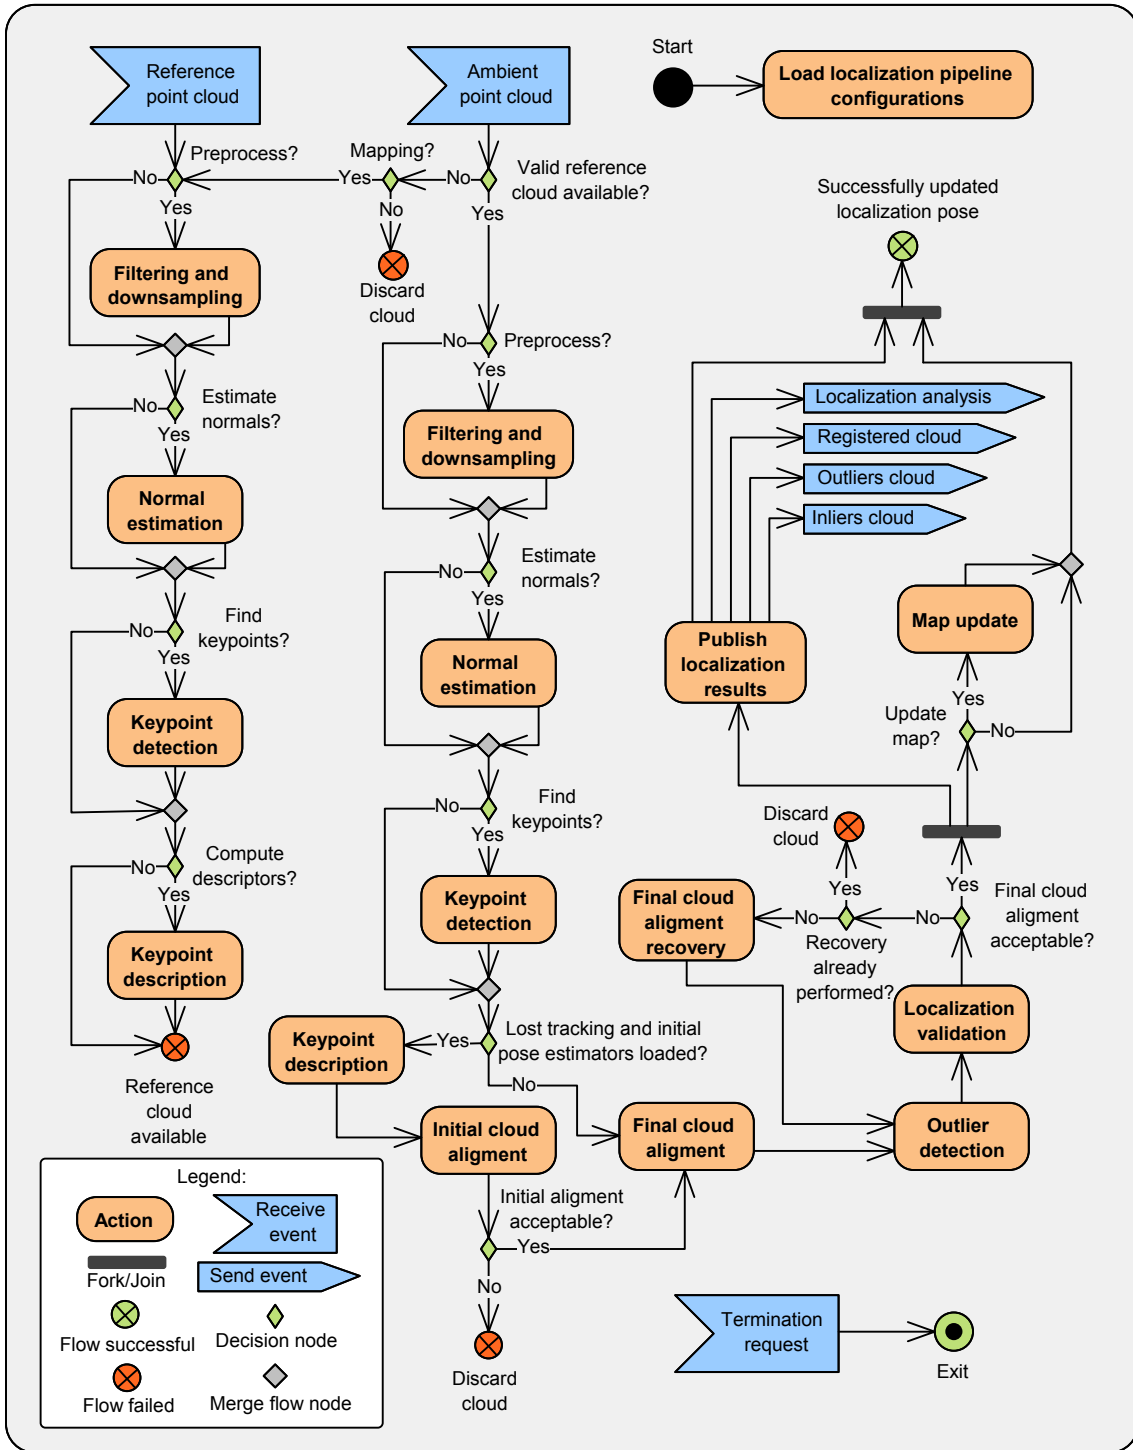 Start
Load localization pipeline
configurations
Reference
point cloud
Ambient
point cloud
Preprocess?
Mapping?
Valid reference
cloud available?
No
Yes
No
Yes
No
Yes
Successfully updated
localization pose
Filtering and
downsampling
Discard
cloud
No
Preprocess?
Yes
Estimate
normals?
No
Yes
Filtering and
downsampling
Localization analysis
Registered cloud
Outliers cloud
Inliers cloud
Normal
estimation
Estimate
normals?
No
Yes
Find
keypoints?
No
Yes
Normal
estimation
Publish
localization
results
Map update
Yes
Update
map?
No
Keypoint
detection
Find
keypoints?
No
Yes
Discard
cloud
Compute
descriptors?
No
Yes
Keypoint
detection
Final cloud
aligment
recovery
Yes
No
Recovery
already
performed?
No
Yes
Final cloud
aligment
acceptable?
Keypoint
description
Localization
validation
Keypoint
description
Yes
Lost tracking and initial
pose estimators loaded?
No
Reference
cloud
available
Initial cloud
aligment
Final cloud
aligment
Outlier
detection
Initial aligment
acceptable?
Yes
No
Discard
cloud
Legend:
Action
Receive
event
Fork/Join
Send event
Flow successful
Decision node
Flow failed
Merge flow node
Termination
request
Exit